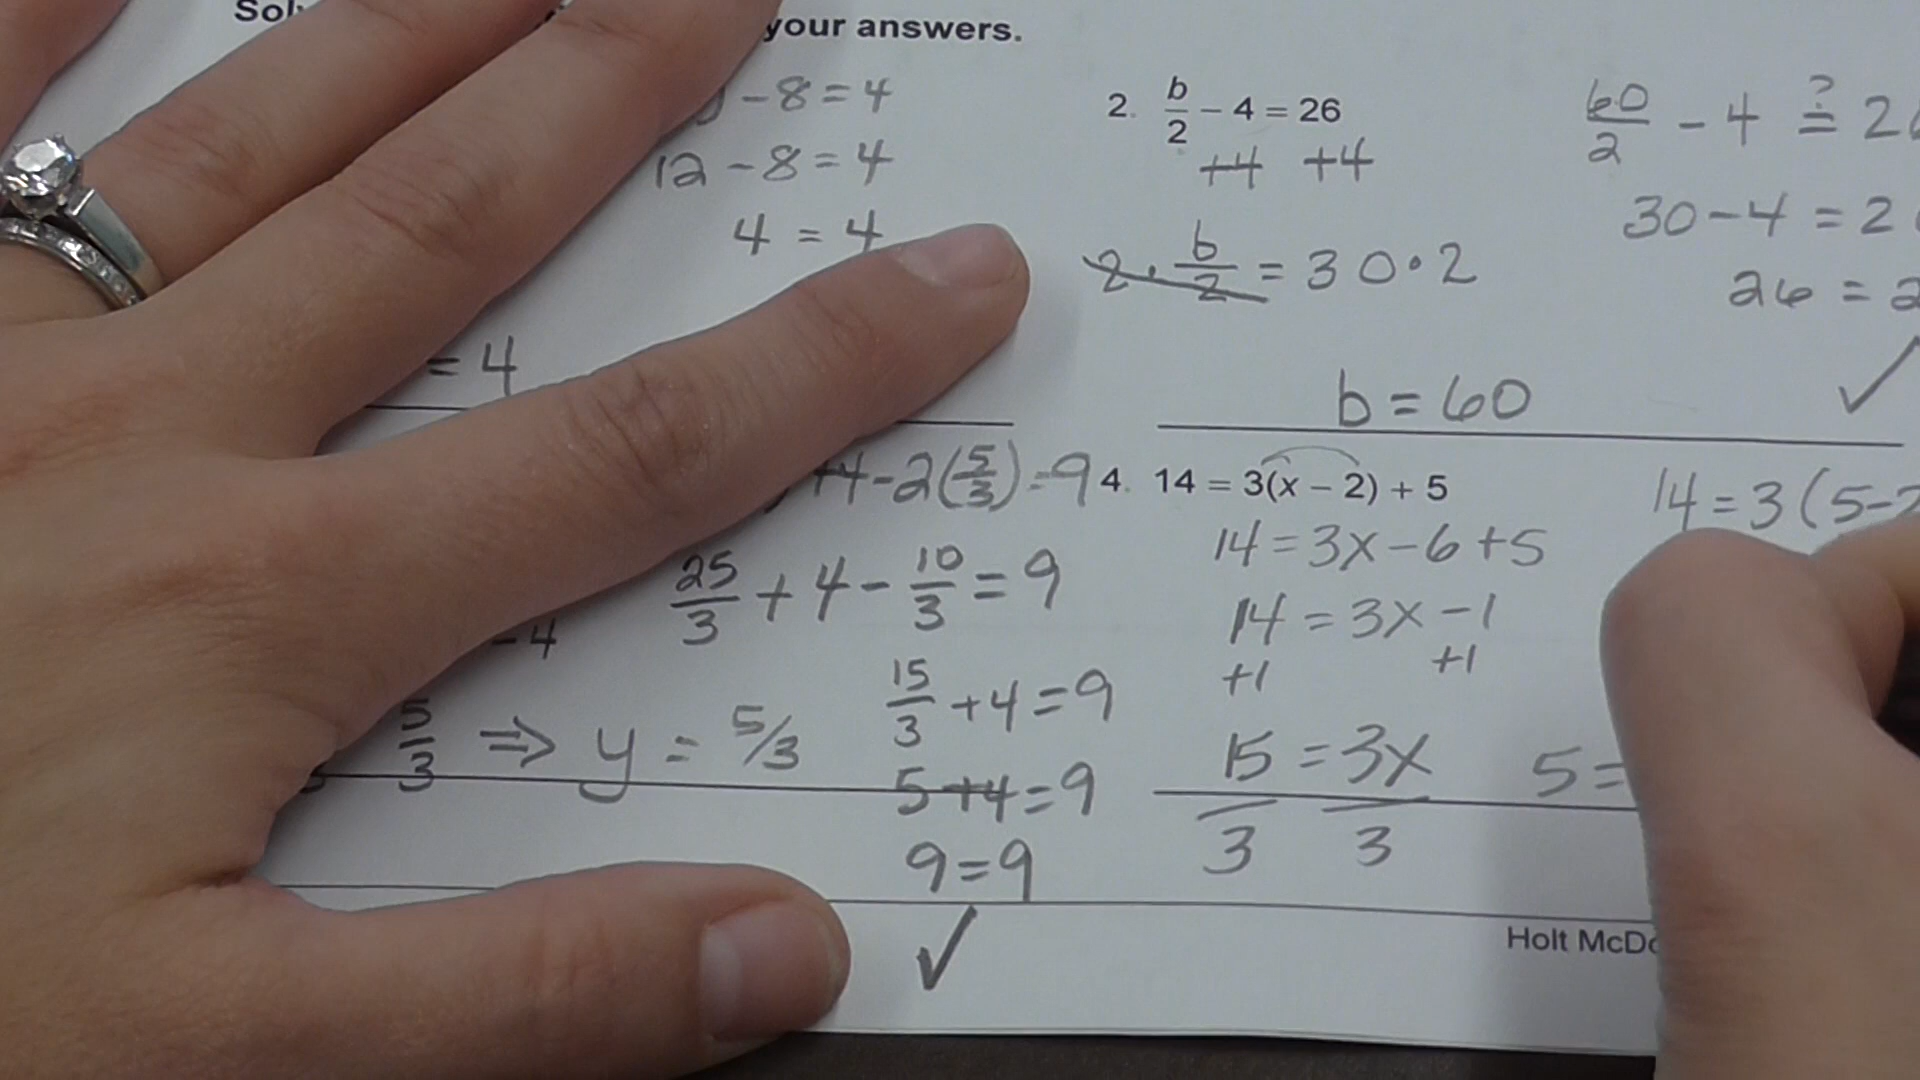 your answers.
- 8 = 4
12 - 8 = 4
4 = 4
= 4
2. b/2 - 4 = 26
+4 +4
2 · b/2 = 30 · 2
b = 60
60/2 - 4 ≟ 2
30 - 4 = 2
26 = 2
✓
+4 - 2(5/3) = 9
25/3 + 4 - 10/3 = 9
- 4
15/3 + 4 = 9
5/3 ⇒ y = 5/3
5 + 4 = 9
9 = 9
✓
4. 14 = 3(x - 2) + 5
14 = 3x - 6 + 5
14 = 3x - 1
+1 +1
15 = 3x
3 3
5 =
14 = 3(5-2
Holt